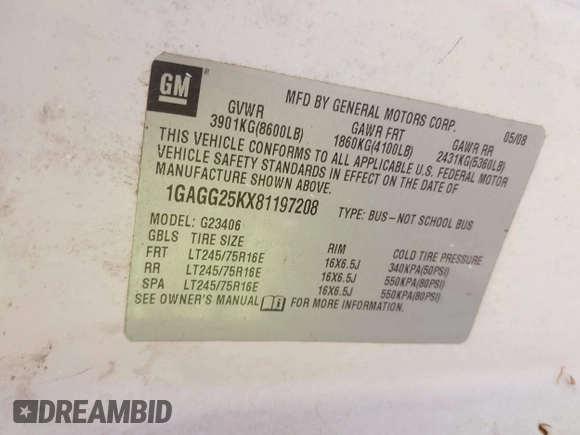 GM ®
MFD BY GENERAL MOTORS CORP. 05/08
GVWR GAWR FRT GAWR RR
3901KG(8600LB) 1860KG(4100LB) 2431KG(5360LB)
THIS VEHICLE CONFORMS TO ALL APPLICABLE U.S. FEDERAL MOTOR
VEHICLE SAFETY STANDARDS IN EFFECT ON THE DATE OF
MANUFACTURE SHOWN ABOVE.
1GAGG25KX81197208 TYPE: BUS-NOT SCHOOL BUS
MODEL: G23406
GBLS TIRE SIZE RIM COLD TIRE PRESSURE
FRT LT245/75R16E 16X6.5J 340KPA(50PSI)
RR LT245/75R16E 16X6.5J 550KPA(80PSI)
SPA LT245/75R16E 16X6.5J 550KPA(80PSI)
SEE OWNER'S MANUAL FOR MORE INFORMATION.
DREAMBID